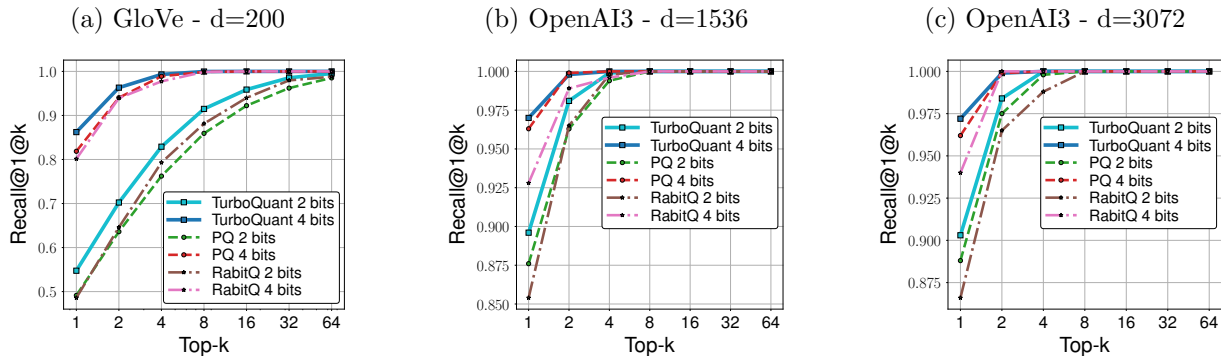 (a) GloVe - d=200
Recall@1@k
1.0
0.9
0.8
0.7
0.6
0.5
TurboQuant 2 bits
TurboQuant 4 bits
PQ 2 bits
PQ 4 bits
RabitQ 2 bits
RabitQ 4 bits
1 2 4 8 16 32 64
Top-k
(b) OpenAI3 - d=1536
Recall@1@k
1.000
0.975
0.950
0.925
0.900
0.875
0.850
TurboQuant 2 bits
TurboQuant 4 bits
PQ 2 bits
PQ 4 bits
RabitQ 2 bits
RabitQ 4 bits
1 2 4 8 16 32 64
Top-k
(c) OpenAI3 - d=3072
Recall@1@k
1.000
0.975
0.950
0.925
0.900
0.875
TurboQuant 2 bits
TurboQuant 4 bits
PQ 2 bits
PQ 4 bits
RabitQ 2 bits
RabitQ 4 bits
1 2 4 8 16 32 64
Top-k